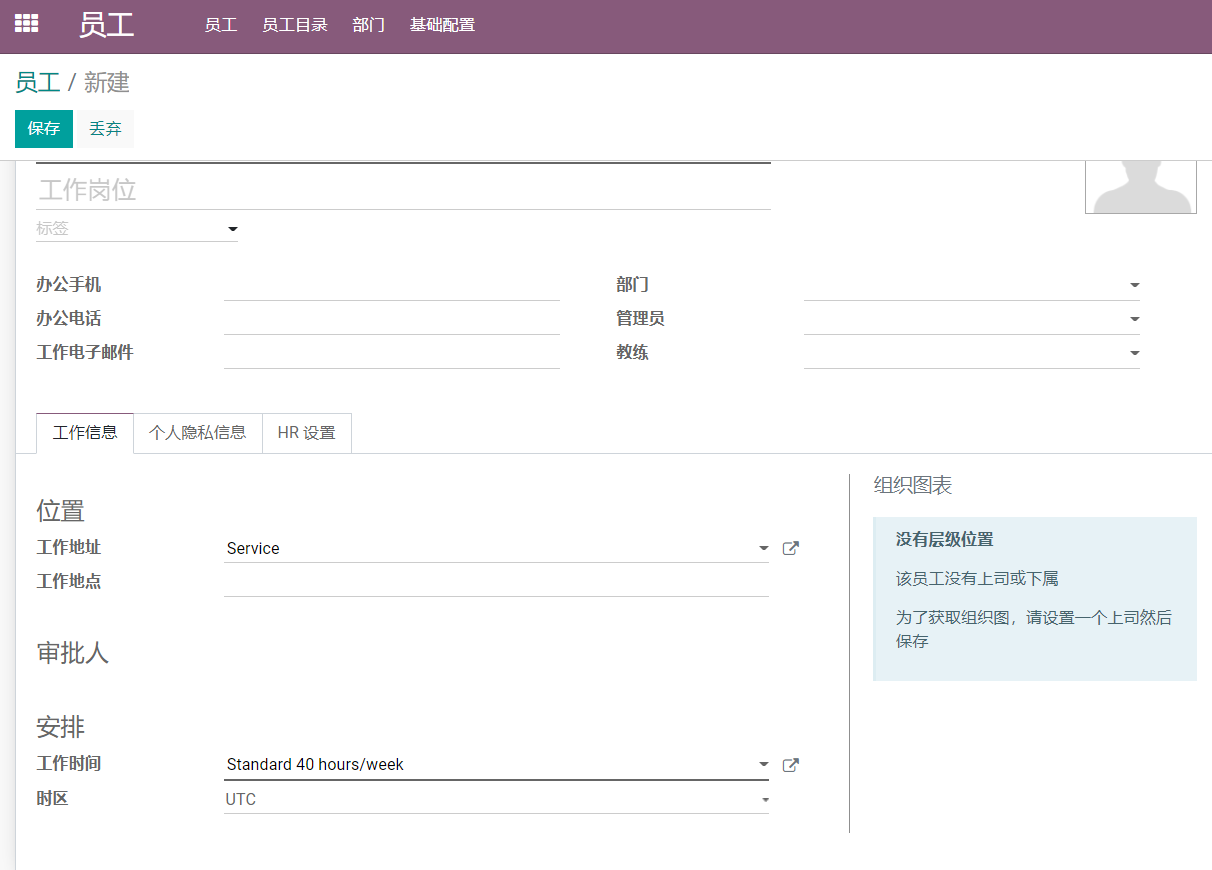 员工 员工 员工目录 部门 基础配置
员工 / 新建
保存 丢弃
工作岗位
标签
办公手机 部门
办公电话 管理员
工作电子邮件 教练
工作信息 个人隐私信息 HR 设置
组织图表
位置
没有层级位置
工作地址 Service
工作地点
该员工没有上司或下属
为了获取组织图，请设置一个上司然后
保存
审批人
安排
工作时间 Standard 40 hours/week
时区 UTC